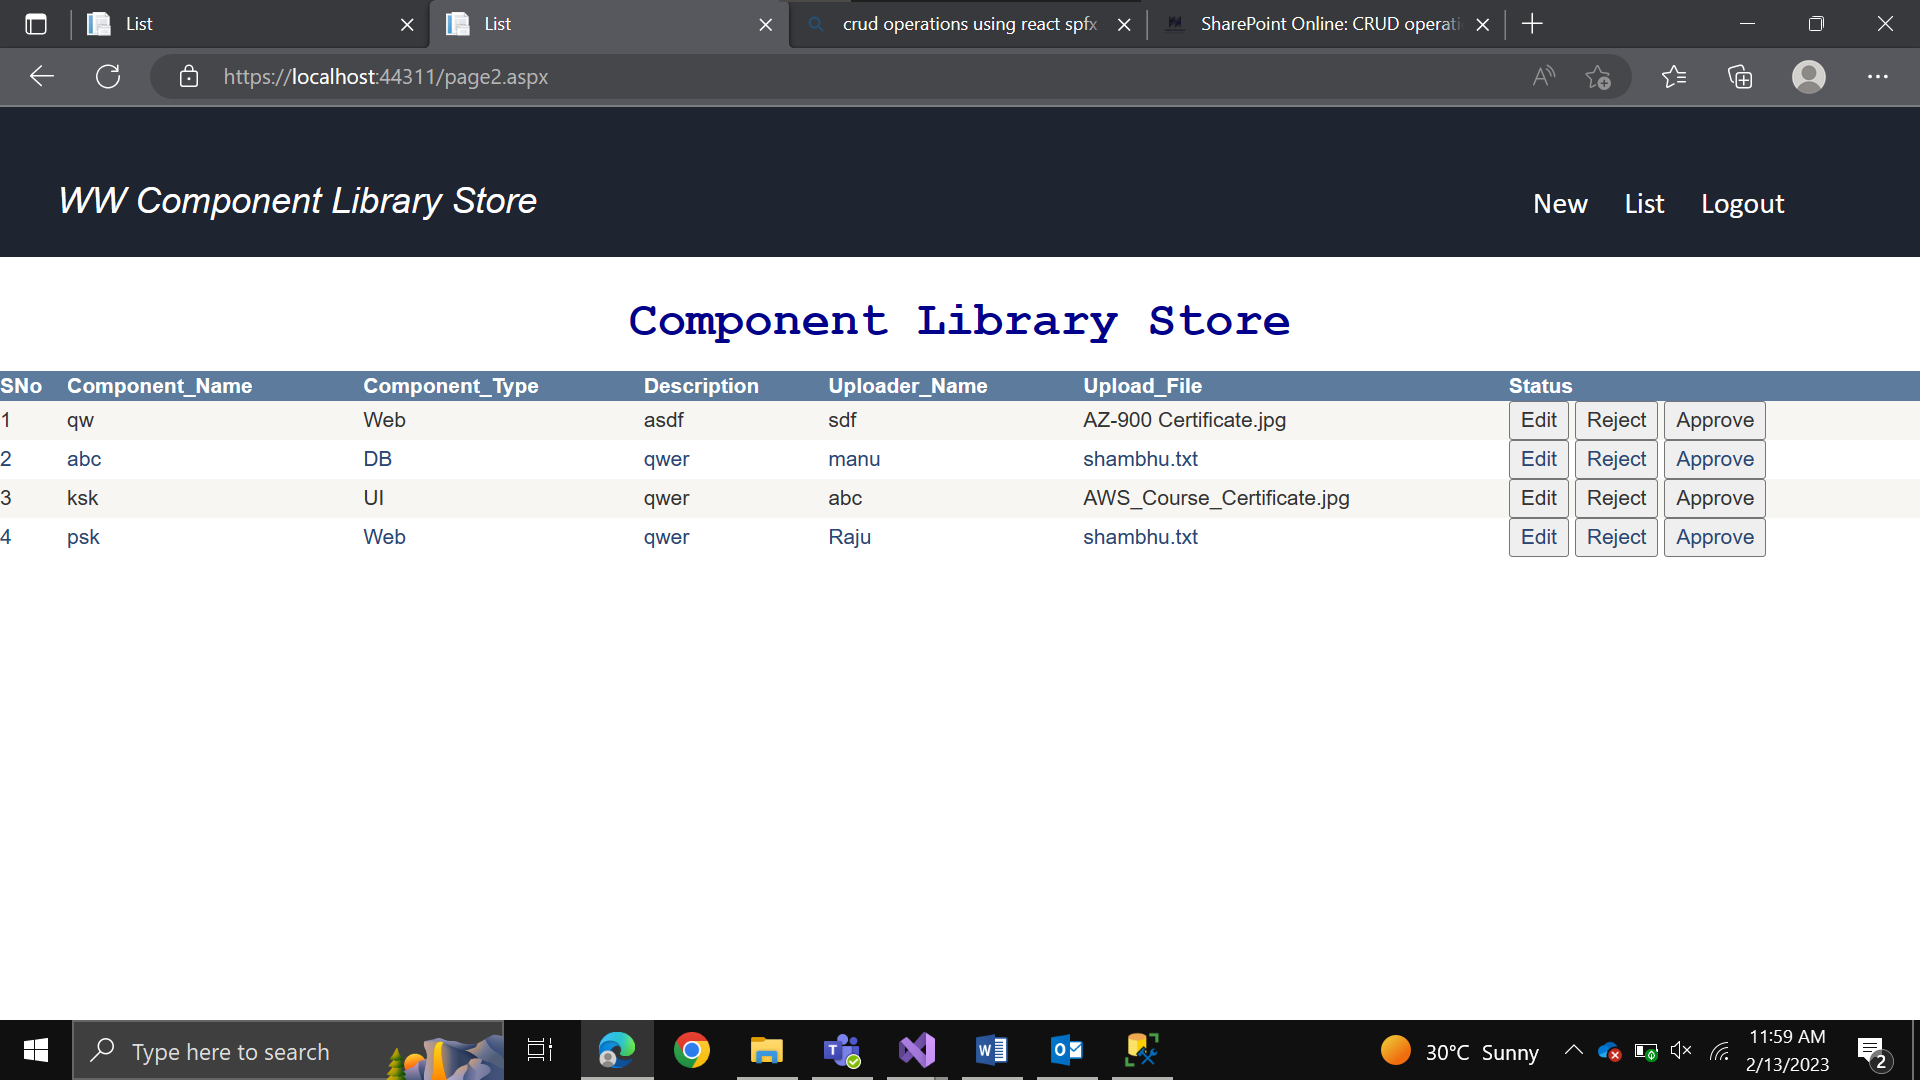 List
List
crud operations using react spfx
SharePoint Online: CRUD operati
https://localhost:44311/page2.aspx
WW Component Library Store
New List Logout
Component Library Store
SNo Component_Name Component_Type Description Uploader_Name Upload_File Status
1 qw Web asdf sdf AZ-900 Certificate.jpg Edit Reject Approve
2 abc DB qwer manu shambhu.txt Edit Reject Approve
3 ksk UI qwer abc AWS_Course_Certificate.jpg Edit Reject Approve
4 psk Web qwer Raju shambhu.txt Edit Reject Approve
Type here to search
30°C Sunny
11:59 AM
2/13/2023
2